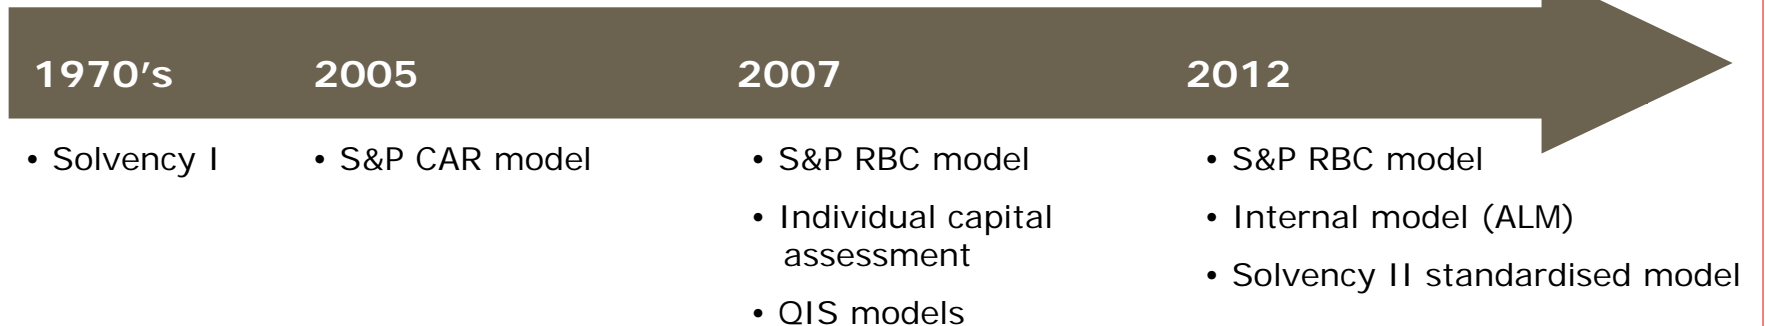 1970's 2005 2007 2012
• Solvency I • S&P CAR model • S&P RBC model • S&P RBC model
• Individual capital assessment • Internal model (ALM)
• QIS models • Solvency II standardised model